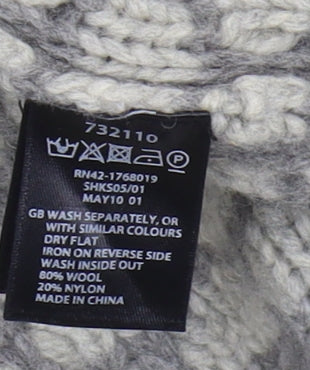 732110
RN42-1768019
SHKS05/01
MAY10 01
GB WASH SEPARATELY, OR
WITH SIMILAR COLOURS
DRY FLAT
IRON ON REVERSE SIDE
WASH INSIDE OUT
80% WOOL
20% NYLON
MADE IN CHINA